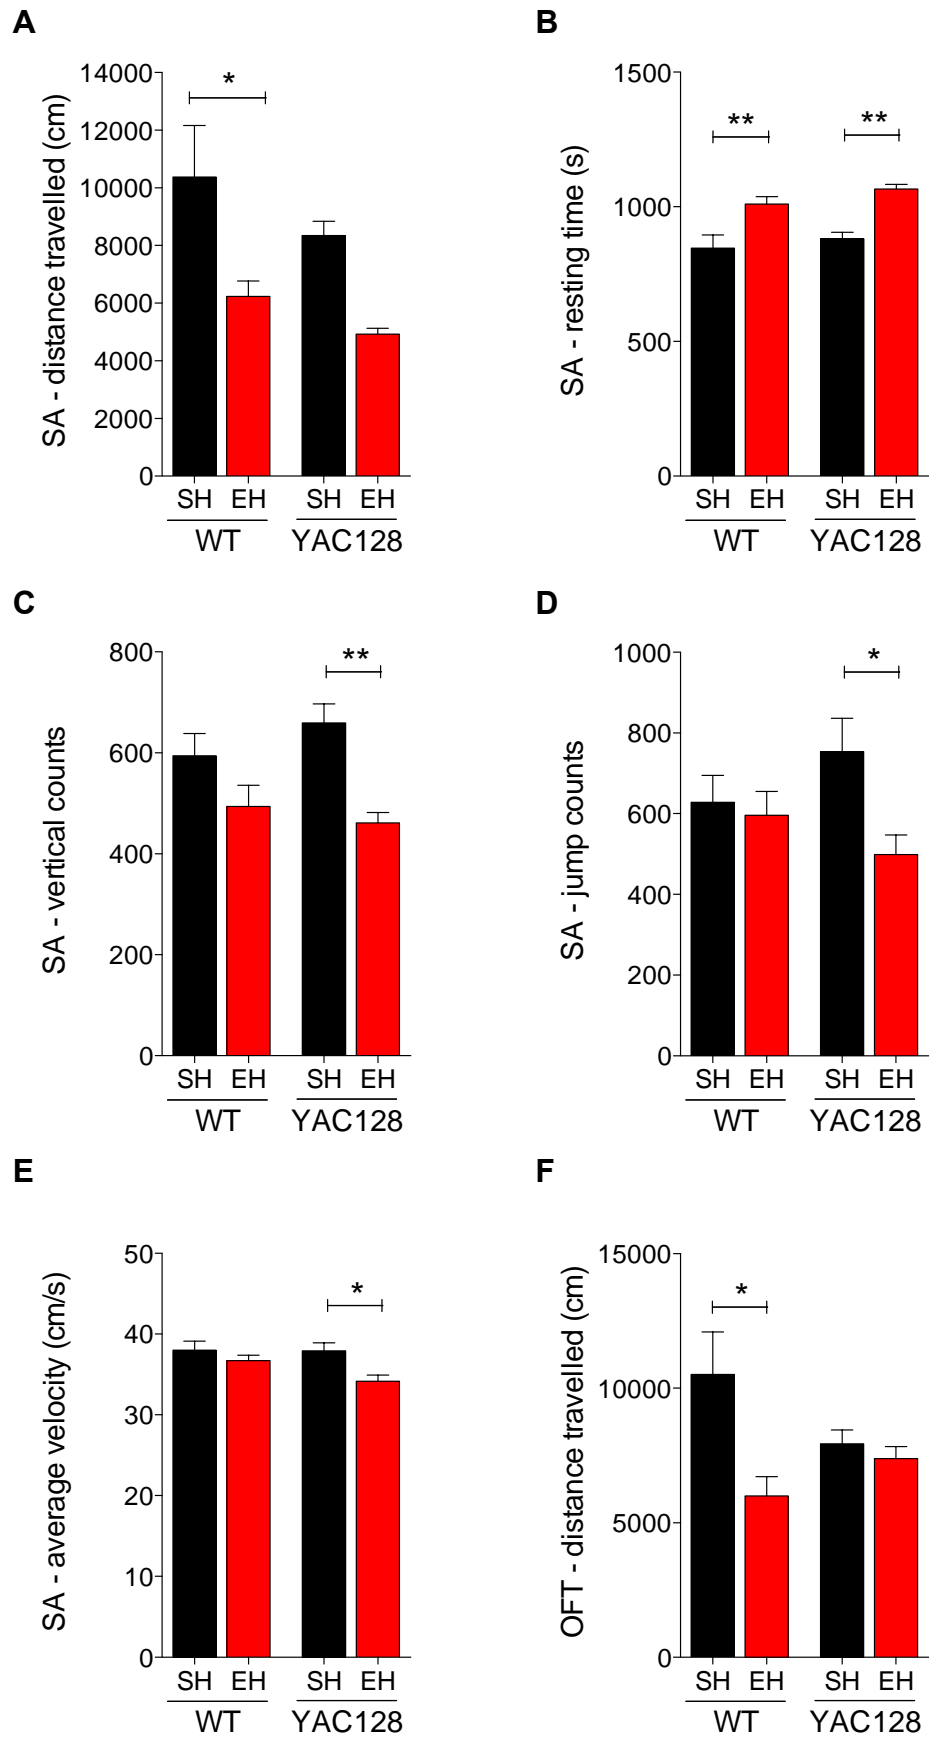 A
SA - distance travelled (cm)
14000
12000
10000
8000
6000
4000
2000
0
*
SH EH SH EH
WT YAC128
B
SA - resting time (s)
1500
1000
500
0
** **
SH EH SH EH
WT YAC128
C
SA - vertical counts
800
600
400
200
0
**
SH EH SH EH
WT YAC128
D
SA - jump counts
1000
800
600
400
200
0
*
SH EH SH EH
WT YAC128
E
SA - average velocity (cm/s)
50
40
30
20
10
0
*
SH EH SH EH
WT YAC128
F
OFT - distance travelled (cm)
15000
10000
5000
0
*
SH EH SH EH
WT YAC128